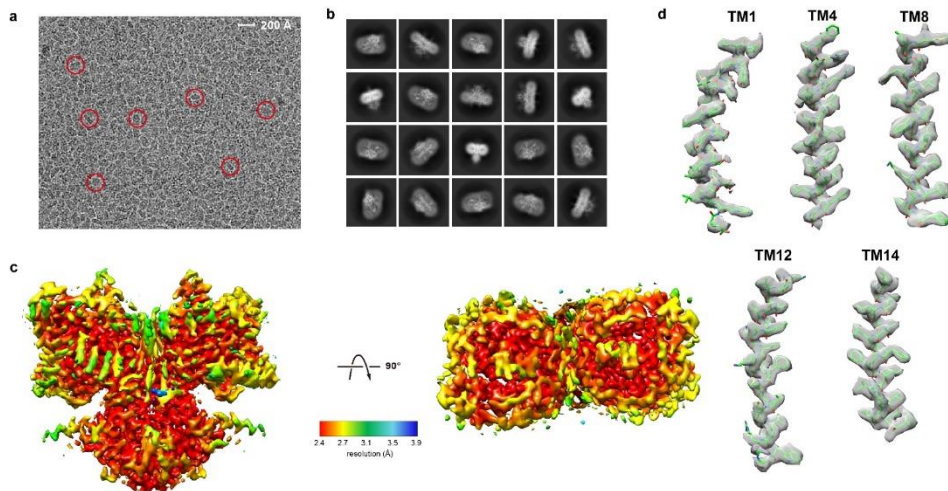 a
200 Å
b
d
TM1
TM4
TM8
c
90°
2.4 2.7 3.1 3.5 3.9
resolution (Å)
TM12
TM14